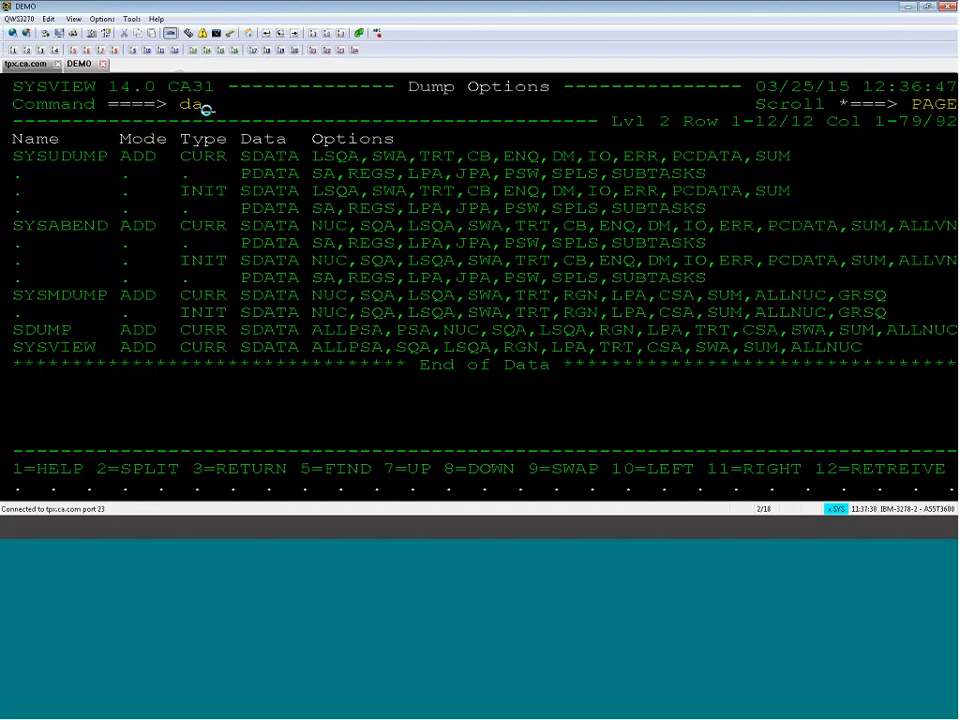 DEMO
QWS3270 Edit View Options Tools Help
tpx.ca.com DEMO
SYSVIEW 14.0 CA31 --------------- Dump Options --------------- 03/25/15 12:36:47
Command ====> da Scroll *===> PAGE
------------------------------------------------- Lvl 2 Row 1-12/12 Col 1-79/92
Name Mode Type Data Options
SYSUDUMP ADD CURR SDATA LSQA,SWA,TRT,CB,ENQ,DM,IO,ERR,PCDATA,SUM
. . . PDATA SA,REGS,LPA,JPA,PSW,SPLS,SUBTASKS
. . INIT SDATA LSQA,SWA,TRT,CB,ENQ,DM,IO,ERR,PCDATA,SUM
. . . PDATA SA,REGS,LPA,JPA,PSW,SPLS,SUBTASKS
SYSABEND ADD CURR SDATA NUC,SQA,LSQA,SWA,TRT,CB,ENQ,DM,IO,ERR,PCDATA,SUM,ALLVN
. . . PDATA SA,REGS,LPA,JPA,PSW,SPLS,SUBTASKS
. . INIT SDATA NUC,SQA,LSQA,SWA,TRT,CB,ENQ,DM,IO,ERR,PCDATA,SUM,ALLVN
. . . PDATA SA,REGS,LPA,JPA,PSW,SPLS,SUBTASKS
SYSMDUMP ADD CURR SDATA NUC,SQA,LSQA,SWA,TRT,RGN,LPA,CSA,SUM,ALLNUC,GRSQ
. . INIT SDATA NUC,SQA,LSQA,SWA,TRT,RGN,LPA,CSA,SUM,ALLNUC,GRSQ
SDUMP ADD CURR SDATA ALLPSA,PSA,NUC,SQA,LSQA,RGN,LPA,TRT,CSA,SWA,SUM,ALLNUC
SYSVIEW ADD CURR SDATA ALLPSA,SQA,LSQA,RGN,LPA,TRT,CSA,SWA,SUM,ALLNUC
********************************* End of Data **********************************
1=HELP 2=SPLIT 3=RETURN 5=FIND 7=UP 8=DOWN 9=SWAP 10=LEFT 11=RIGHT 12=RETREIVE
. . . . . . . . . . . . . . . . . . . . . . . . . . .
Connected to tpx.ca.com port 23 2/18 x SYS 11:37:30 IBM-3278-2 - A55T3600